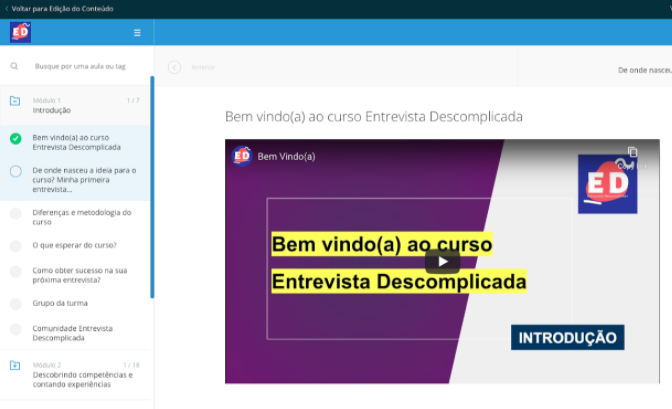 Voltar para Edição do Conteúdo
ED
Busque por uma aula ou tag
Anterior
De onde nasceu
Módulo 1 1 / 7
Introdução
Bem vindo(a) ao curso
Entrevista Descomplicada
De onde nasceu a ideia para o
curso? Minha primeira
entrevista...
Diferenças e metodologia do
curso
O que esperar do curso?
Como obter sucesso na sua
próxima entrevista?
Grupo da turma
Comunidade Entrevista
Descomplicada
Módulo 2 1 / 18
Descobrindo competências e
contando experiências
Bem vindo(a) ao curso Entrevista Descomplicada
ED Bem Vindo(a)
ED
Bem vindo(a) ao curso
Entrevista Descomplicada
INTRODUÇÃO